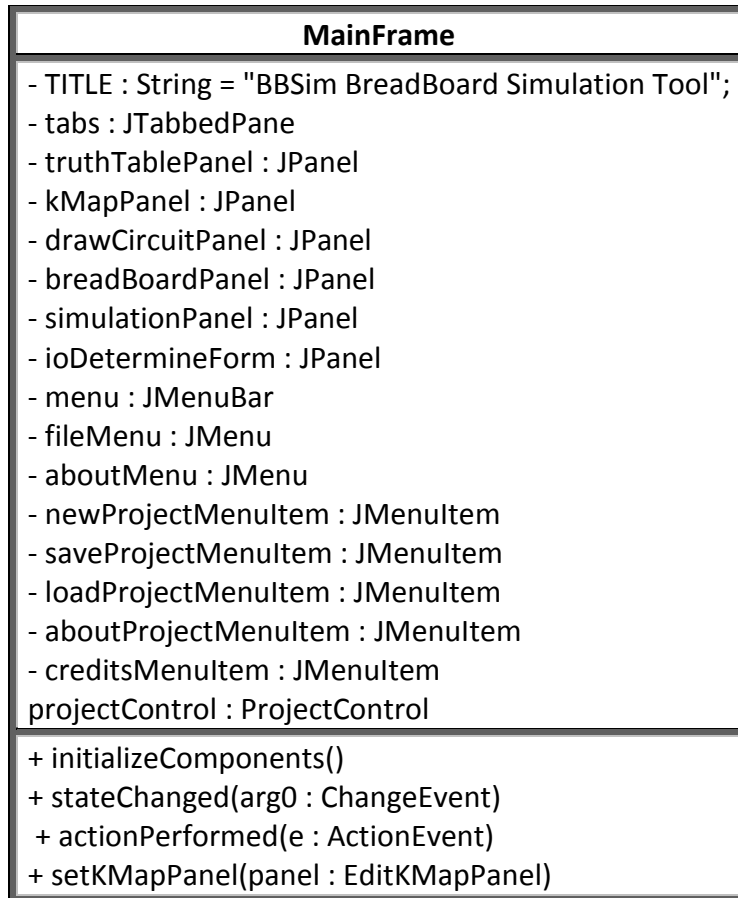 MainFrame
- TITLE : String = "BBSim BreadBoard Simulation Tool";
- tabs : JTabbedPane
- truthTablePanel : JPanel
- kMapPanel : JPanel
- drawCircuitPanel : JPanel
- breadBoardPanel : JPanel
- simulationPanel : JPanel
- ioDetermineForm : JPanel
- menu : JMenuBar
- fileMenu : JMenu
- aboutMenu : JMenu
- newProjectMenuItem : JMenuItem
- saveProjectMenuItem : JMenuItem
- loadProjectMenuItem : JMenuItem
- aboutProjectMenuItem : JMenuItem
- creditsMenuItem : JMenuItem
projectControl : ProjectControl
+ initializeComponents()
+ stateChanged(arg0 : ChangeEvent)
+ actionPerformed(e : ActionEvent)
+ setKMapPanel(panel : EditKMapPanel)